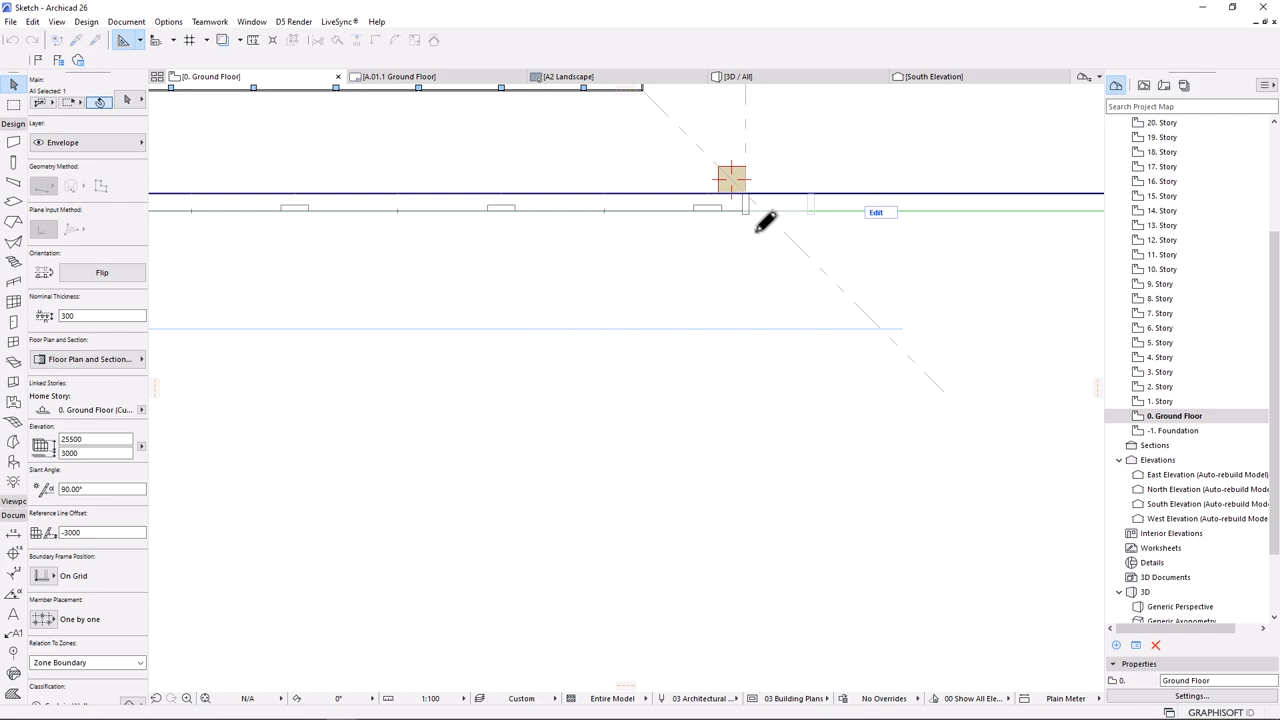 Sketch - Archicad 26
File Edit View Design Document Options Teamwork Window D5 Render LiveSync® Help
[0. Ground Floor] [A.01.1 Ground Floor] [A2 Landscape] [3D / All] [South Elevation]
Main:
All Selected: 1
Design
Layer:
Envelope
Geometry Method:
Plane Input Method:
Orientation:
Flip
Nominal Thickness:
300
Floor Plan and Section:
Floor Plan and Section...
Linked Stories:
Home Story:
0. Ground Floor (Cu...
Elevation:
25500
3000
Slant Angle:
90.00°
Viewpo
Docum
Reference Line Offset:
-3000
Boundary Frame Position:
On Grid
Member Placement:
One by one
Relation To Zones:
Zone Boundary
Classification:
Edit
Search Project Map
20. Story
19. Story
18. Story
17. Story
16. Story
15. Story
14. Story
13. Story
12. Story
11. Story
10. Story
9. Story
8. Story
7. Story
6. Story
5. Story
4. Story
3. Story
2. Story
1. Story
0. Ground Floor
-1. Foundation
Sections
Elevations
East Elevation (Auto-rebuild Model)
North Elevation (Auto-rebuild Mode
South Elevation (Auto-rebuild Mode
West Elevation (Auto-rebuild Mode
Interior Elevations
Worksheets
Details
3D Documents
3D
Generic Perspective
Generic Axonometry
Properties
0. Ground Floor
Settings...
N/A 0° 1:100 Custom Entire Model 03 Architectural ... 03 Building Plans No Overrides 00 Show All Ele... Plain Meter
GRAPHISOFT ID